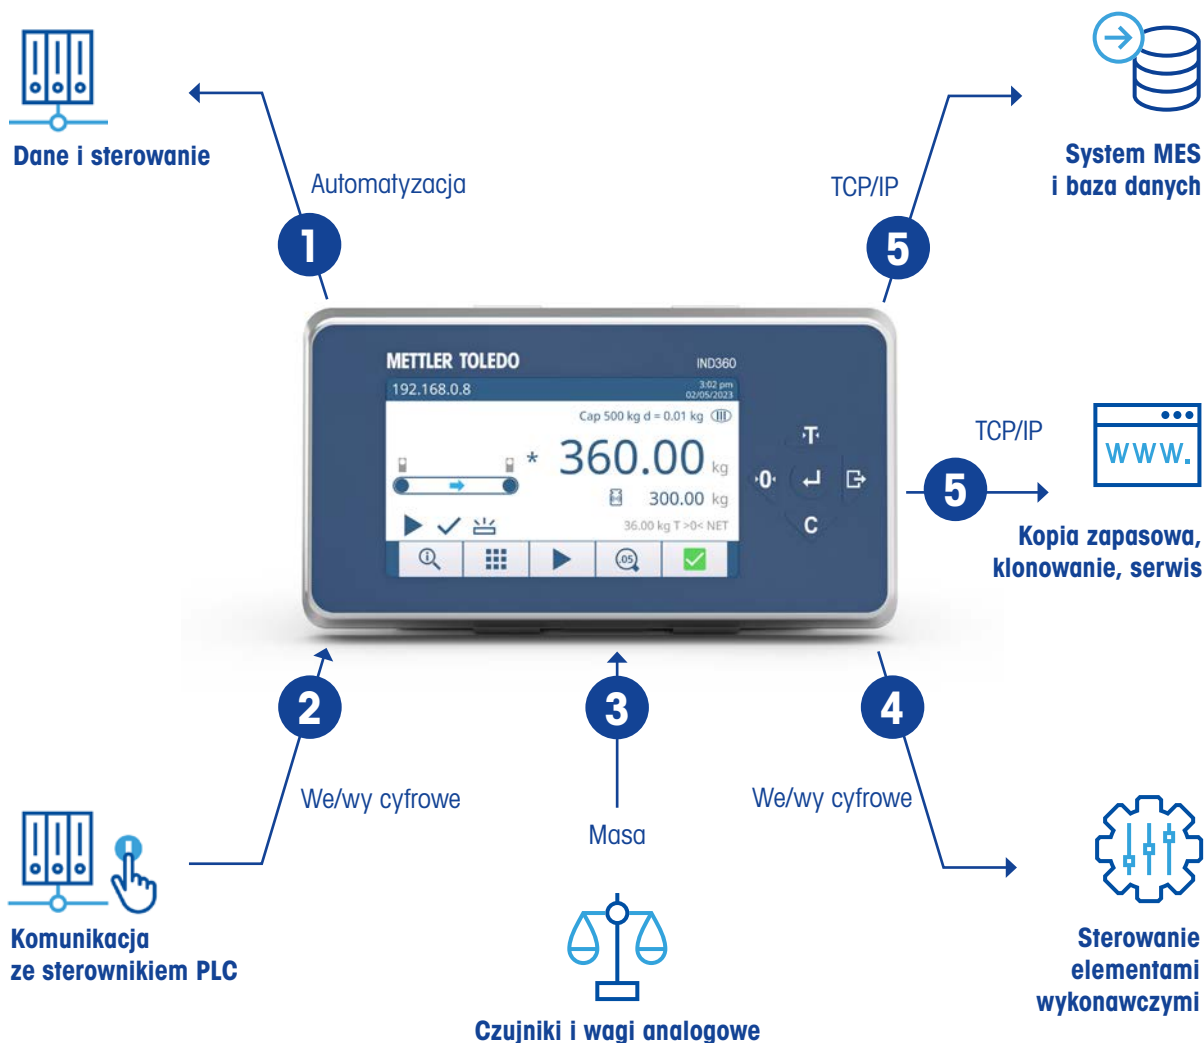 Dane i sterowanie
Automatyzacja
1
TCP/IP
5
System MES
i baza danych
METTLER TOLEDO
IND360
192.168.0.8
3:02 pm
02/05/2023
Cap 500 kg d = 0.01 kg
* 360.00 kg
300.00 kg
36.00 kg T >0< NET
.05
T
0
C
TCP/IP
5
www.
Kopia zapasowa,
klonowanie, serwis
2
We/wy cyfrowe
Komunikacja
ze sterownikiem PLC
3
Masa
Czujniki i wagi analogowe
4
We/wy cyfrowe
Sterowanie
elementami
wykonawczymi